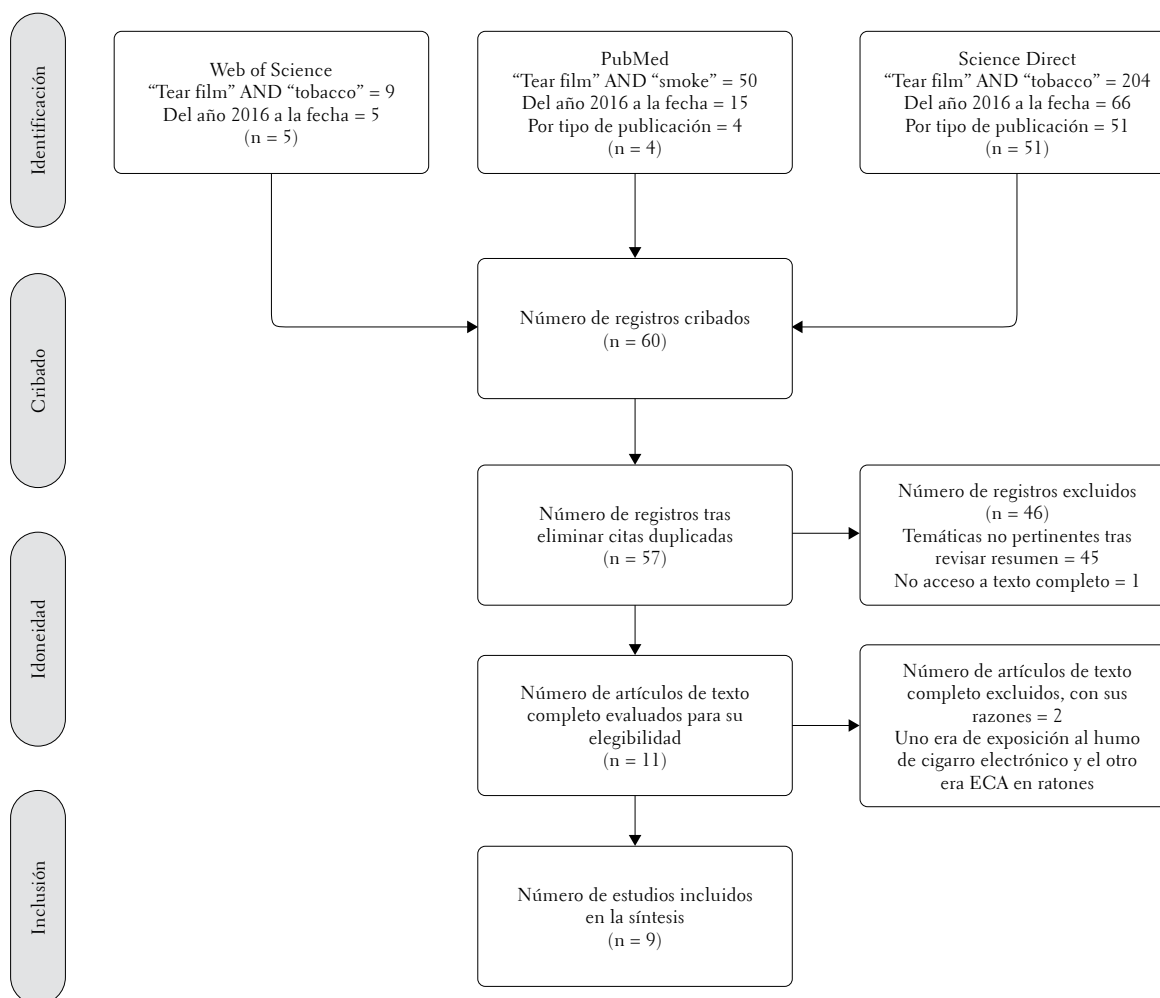 Identificación
Web of Science
“Tear film” AND “tobacco” = 9
Del año 2016 a la fecha = 5
(n = 5)
PubMed
“Tear film” AND “smoke” = 50
Del año 2016 a la fecha = 15
Por tipo de publicación = 4
(n = 4)
Science Direct
“Tear film” AND “tobacco” = 204
Del año 2016 a la fecha = 66
Por tipo de publicación = 51
(n = 51)
Cribado
Número de registros cribados
(n = 60)
Número de registros tras
eliminar citas duplicadas
(n = 57)
Número de registros excluidos
(n = 46)
Temáticas no pertinentes tras
revisar resumen = 45
No acceso a texto completo = 1
Idoneidad
Número de artículos de texto
completo evaluados para su
elegibilidad
(n = 11)
Número de artículos de texto
completo excluidos, con sus
razones = 2
Uno era de exposición al humo
de cigarro electrónico y el otro
era ECA en ratones
Inclusión
Número de estudios incluidos
en la síntesis
(n = 9)